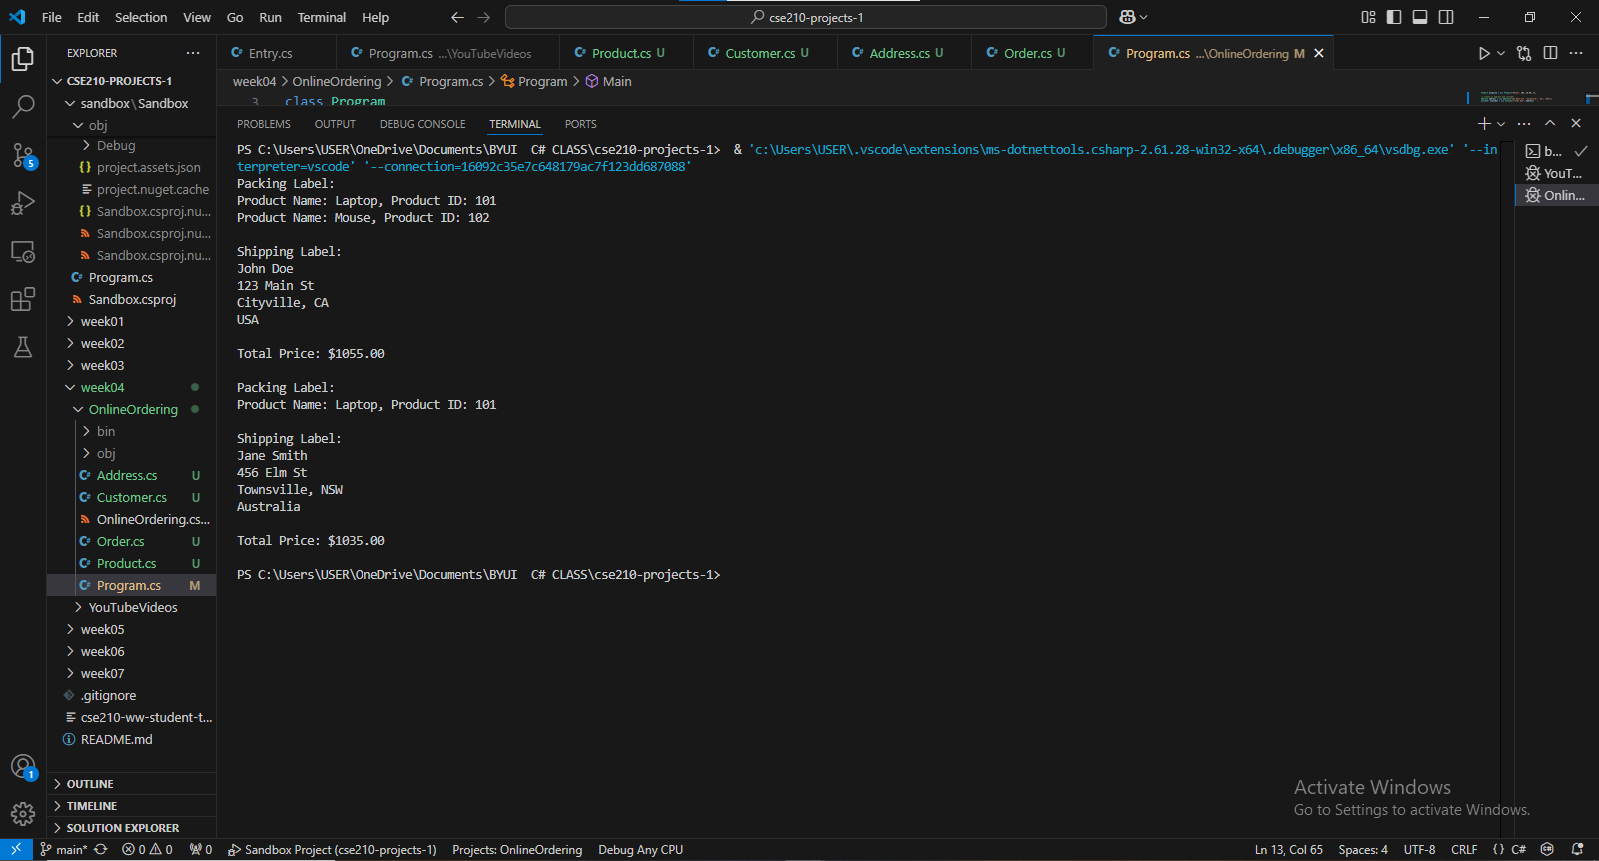 File Edit Selection View Go Run Terminal Help
cse210-projects-1
EXPLORER
Entry.cs
Program.cs ...\YouTubeVideos
Product.cs U
Customer.cs U
Address.cs U
Order.cs U
Program.cs ...\OnlineOrdering M
week04 > OnlineOrdering > Program.cs > Program > Main
3 class Program
CSE210-PROJECTS-1
sandbox\Sandbox
obj
Debug
project.assets.json
project.nuget.cache
Sandbox.csproj.nu...
Sandbox.csproj.nu...
Sandbox.csproj.nu...
Program.cs
Sandbox.csproj
week01
week02
week03
week04
OnlineOrdering
bin
obj
Address.cs U
Customer.cs U
OnlineOrdering.cs...
Order.cs U
Product.cs U
Program.cs M
YouTubeVideos
week05
week06
week07
.gitignore
cse210-ww-student-t...
README.md
OUTLINE
TIMELINE
SOLUTION EXPLORER
5
1
PROBLEMS OUTPUT DEBUG CONSOLE TERMINAL PORTS
PS C:\Users\USER\OneDrive\Documents\BYUI  C# CLASS\cse210-projects-1>  & 'c:\Users\USER\.vscode\extensions\ms-dotnettools.csharp-2.61.28-win32-x64\.debugger\x86_64\vsdbg.exe' '--in
terpreter=vscode' '--connection=16092c35e7c648179ac7f123dd687088'
Packing Label:
Product Name: Laptop, Product ID: 101
Product Name: Mouse, Product ID: 102
Shipping Label:
John Doe
123 Main St
Cityville, CA
USA
Total Price: $1055.00
Packing Label:
Product Name: Laptop, Product ID: 101
Shipping Label:
Jane Smith
456 Elm St
Townsville, NSW
Australia
Total Price: $1035.00
PS C:\Users\USER\OneDrive\Documents\BYUI  C# CLASS\cse210-projects-1>
b...
YouT...
Onlin...
Activate Windows
Go to Settings to activate Windows.
main* 0 0 0 Sandbox Project (cse210-projects-1) Projects: OnlineOrdering Debug Any CPU
Ln 13, Col 65 Spaces: 4 UTF-8 CRLF {} C#